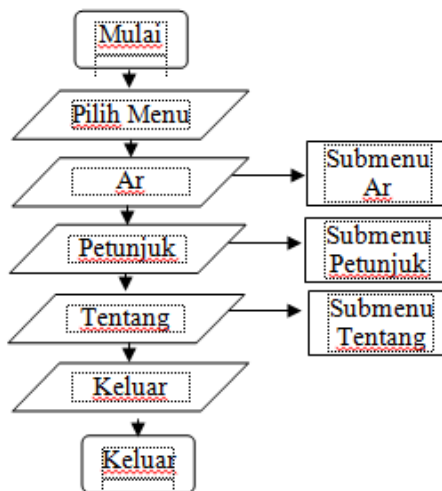 Mulai
Pilih Menu
Ar
Submenu
Ar
Petunjuk
Submenu
Petunjuk
Tentang
Submenu
Tentang
Keluar
Keluar